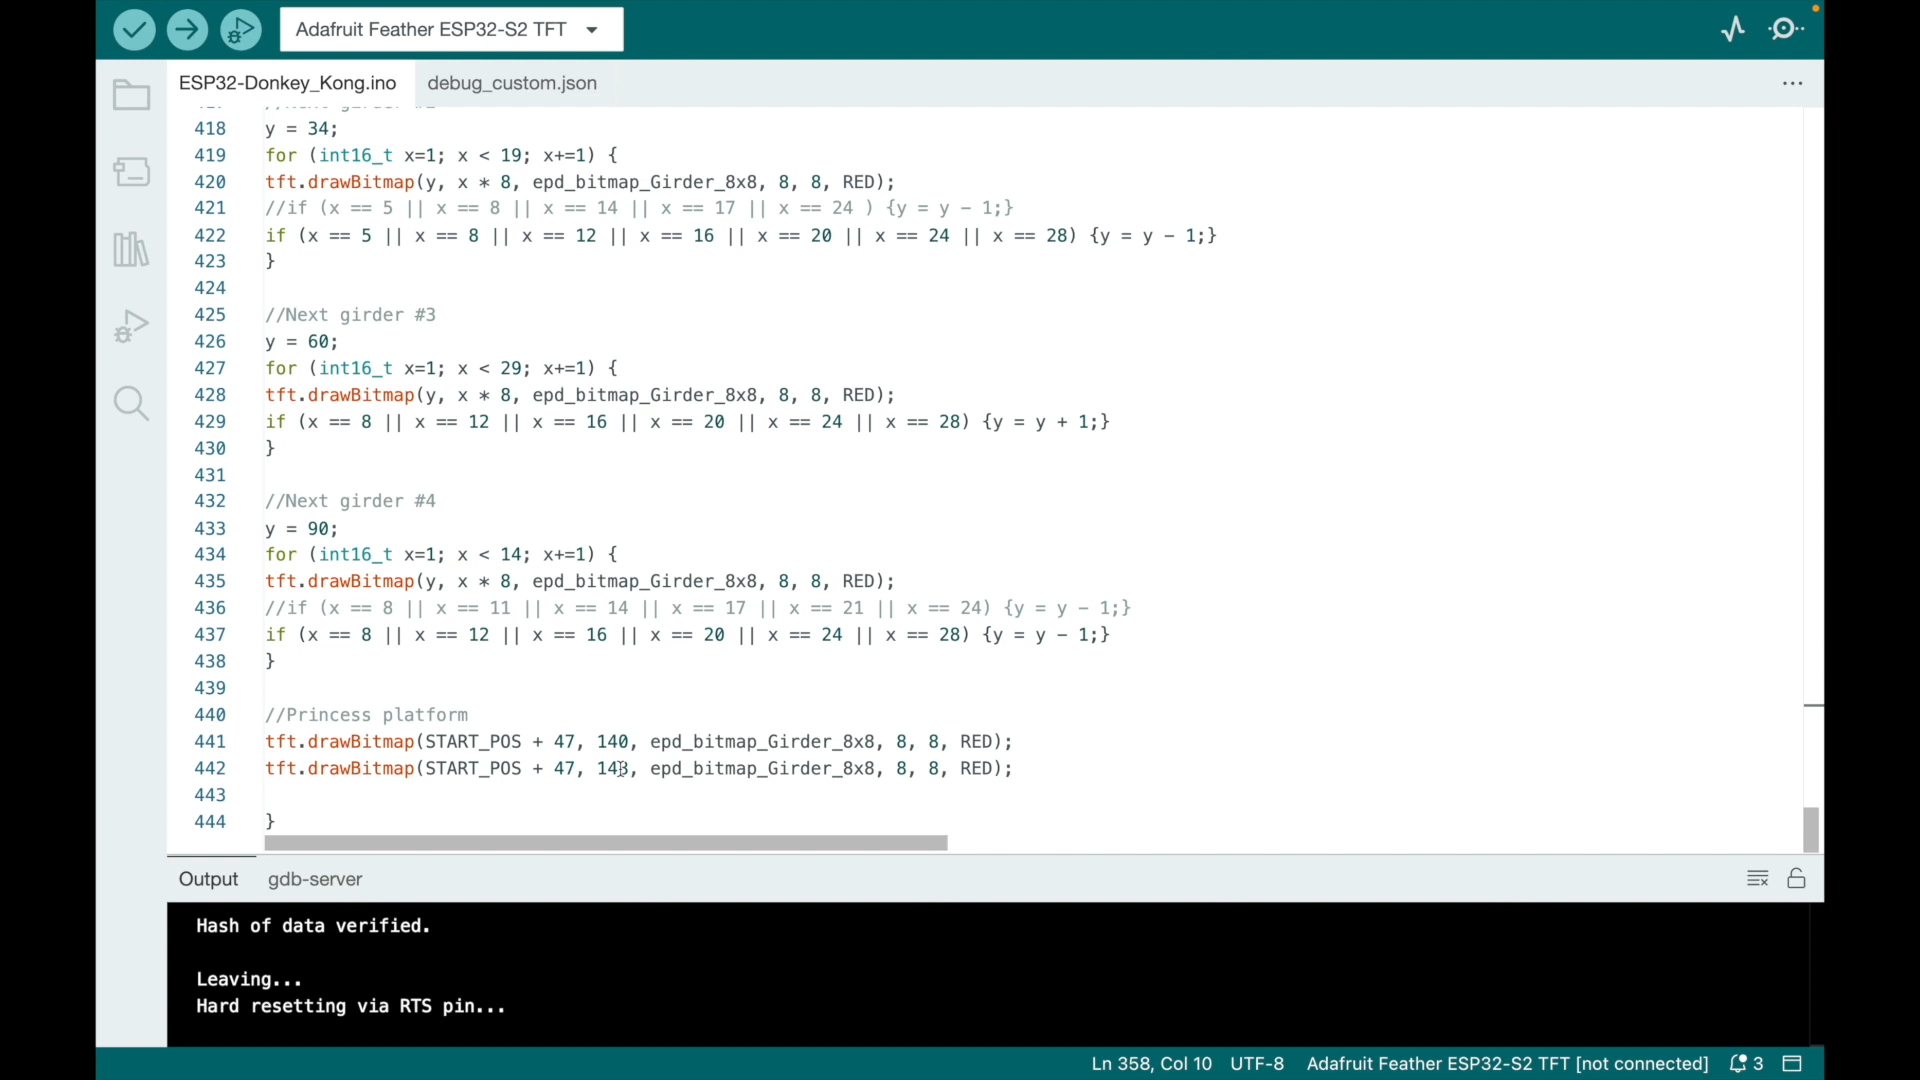 Adafruit Feather ESP32-S2 TFT
ESP32-Donkey_Kong.ino
debug_custom.json
418 y = 34;
419 for (int16_t x=1; x < 19; x+=1) {
420 tft.drawBitmap(y, x * 8, epd_bitmap_Girder_8x8, 8, 8, RED);
421 //if (x == 5 || x == 8 || x == 14 || x == 17 || x == 24 ) {y = y - 1;}
422 if (x == 5 || x == 8 || x == 12 || x == 16 || x == 20 || x == 24 || x == 28) {y = y - 1;}
423 }
424
425 //Next girder #3
426 y = 60;
427 for (int16_t x=1; x < 29; x+=1) {
428 tft.drawBitmap(y, x * 8, epd_bitmap_Girder_8x8, 8, 8, RED);
429 if (x == 8 || x == 12 || x == 16 || x == 20 || x == 24 || x == 28) {y = y + 1;}
430 }
431
432 //Next girder #4
433 y = 90;
434 for (int16_t x=1; x < 14; x+=1) {
435 tft.drawBitmap(y, x * 8, epd_bitmap_Girder_8x8, 8, 8, RED);
436 //if (x == 8 || x == 11 || x == 14 || x == 17 || x == 21 || x == 24) {y = y - 1;}
437 if (x == 8 || x == 12 || x == 16 || x == 20 || x == 24 || x == 28) {y = y - 1;}
438 }
439
440 //Princess platform
441 tft.drawBitmap(START_POS + 47, 140, epd_bitmap_Girder_8x8, 8, 8, RED);
442 tft.drawBitmap(START_POS + 47, 143, epd_bitmap_Girder_8x8, 8, 8, RED);
443
444 }
Output
gdb-server
Hash of data verified.
Leaving...
Hard resetting via RTS pin...
Ln 358, Col 10 UTF-8 Adafruit Feather ESP32-S2 TFT [not connected] 3